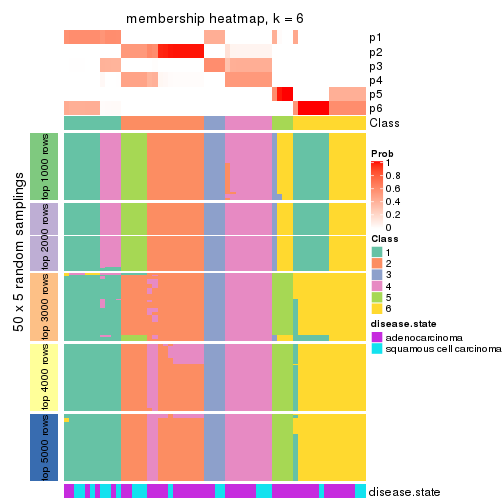 membership heatmap, k = 6
p1
p2
p3
p4
p5
p6
Class
50 x 5 random samplings
top 1000 rows
top 2000 rows
top 3000 rows
top 4000 rows
top 5000 rows
Prob
1
0.8
0.6
0.4
0.2
0
Class
1
2
3
4
5
6
disease.state
adenocarcinoma
squamous cell carcinoma
disease.state